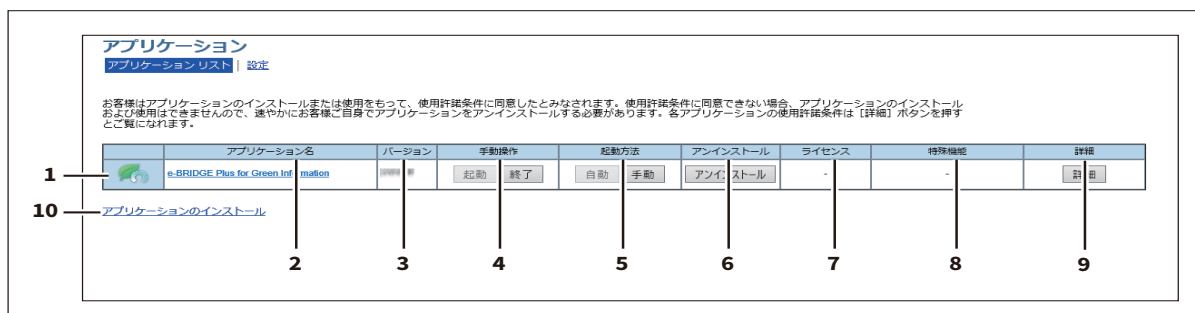 アプリケーション
アプリケーション リスト | 設定
お客様はアプリケーションのインストールまたは使用をもって、使用許諾条件に同意したとみなされます。使用許諾条件に同意できない場合、アプリケーションのインストール
および使用はできませんので、速やかにお客様ご自身でアプリケーションをアンインストールする必要があります。各アプリケーションの使用許諾条件は［詳細］ボタンを押す
とご覧になれます。
アプリケーション名 バージョン 手動操作 起動方法 アンインストール ライセンス 特殊機能 詳細
1 e-BRIDGE Plus for Green Information 起動 終了 自動 手動 アンインストール - - 詳細
10 アプリケーションのインストール
2 3 4 5 6 7 8 9